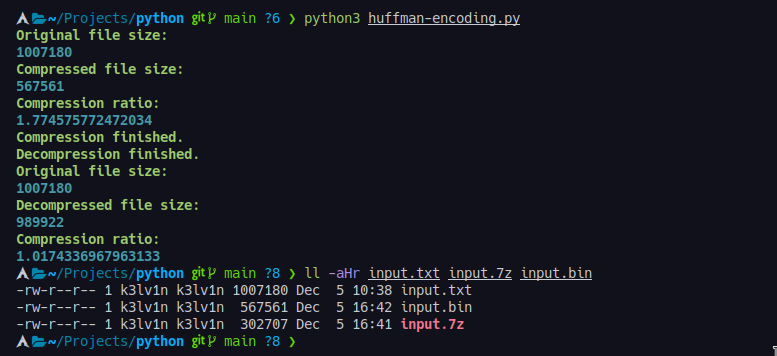 ~/Projects/python git main ?6 ❯ python3 huffman-encoding.py
Original file size:
1007180
Compressed file size:
567561
Compression ratio:
1.774575772472034
Compression finished.
Decompression finished.
Original file size:
1007180
Decompressed file size:
989922
Compression ratio:
1.0174336967963133
~/Projects/python git main ?8 ❯ ll -aHr input.txt input.7z input.bin
-rw-r--r-- 1 k3lv1n k3lv1n 1007180 Dec  5 10:38 input.txt
-rw-r--r-- 1 k3lv1n k3lv1n  567561 Dec  5 16:42 input.bin
-rw-r--r-- 1 k3lv1n k3lv1n  302707 Dec  5 16:41 input.7z
~/Projects/python git main ?8 ❯